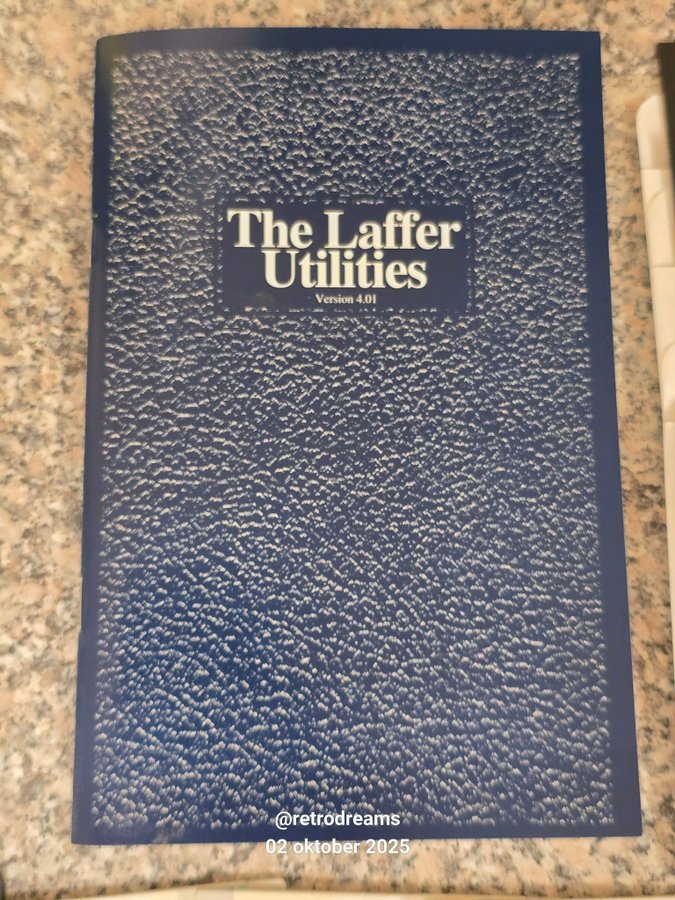 The Laffer
Utilities
Version 4.01
@retrodreams
02 oktober 2025